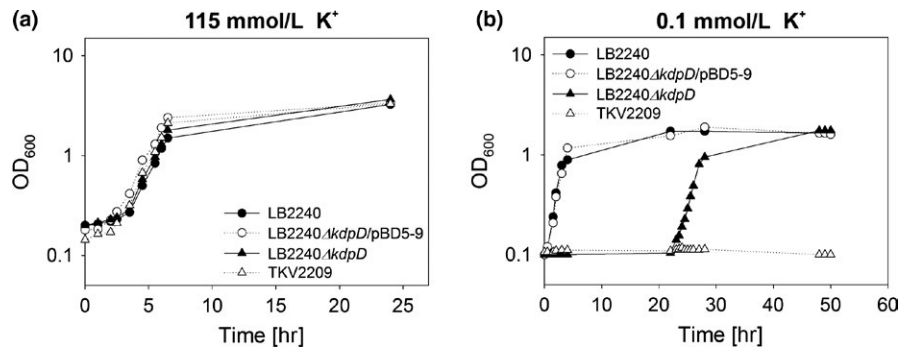 (a) 115 mmol/L K⁺
10
1
0.1
OD₆₀₀
LB2240
LB2240ΔkdpD/pBD5-9
LB2240ΔkdpD
TKV2209
0 5 10 15 20 25
Time [hr]
(b) 0.1 mmol/L K⁺
10
1
0.1
OD₆₀₀
LB2240
LB2240ΔkdpD/pBD5-9
LB2240ΔkdpD
TKV2209
0 10 20 30 40 50 60
Time [hr]